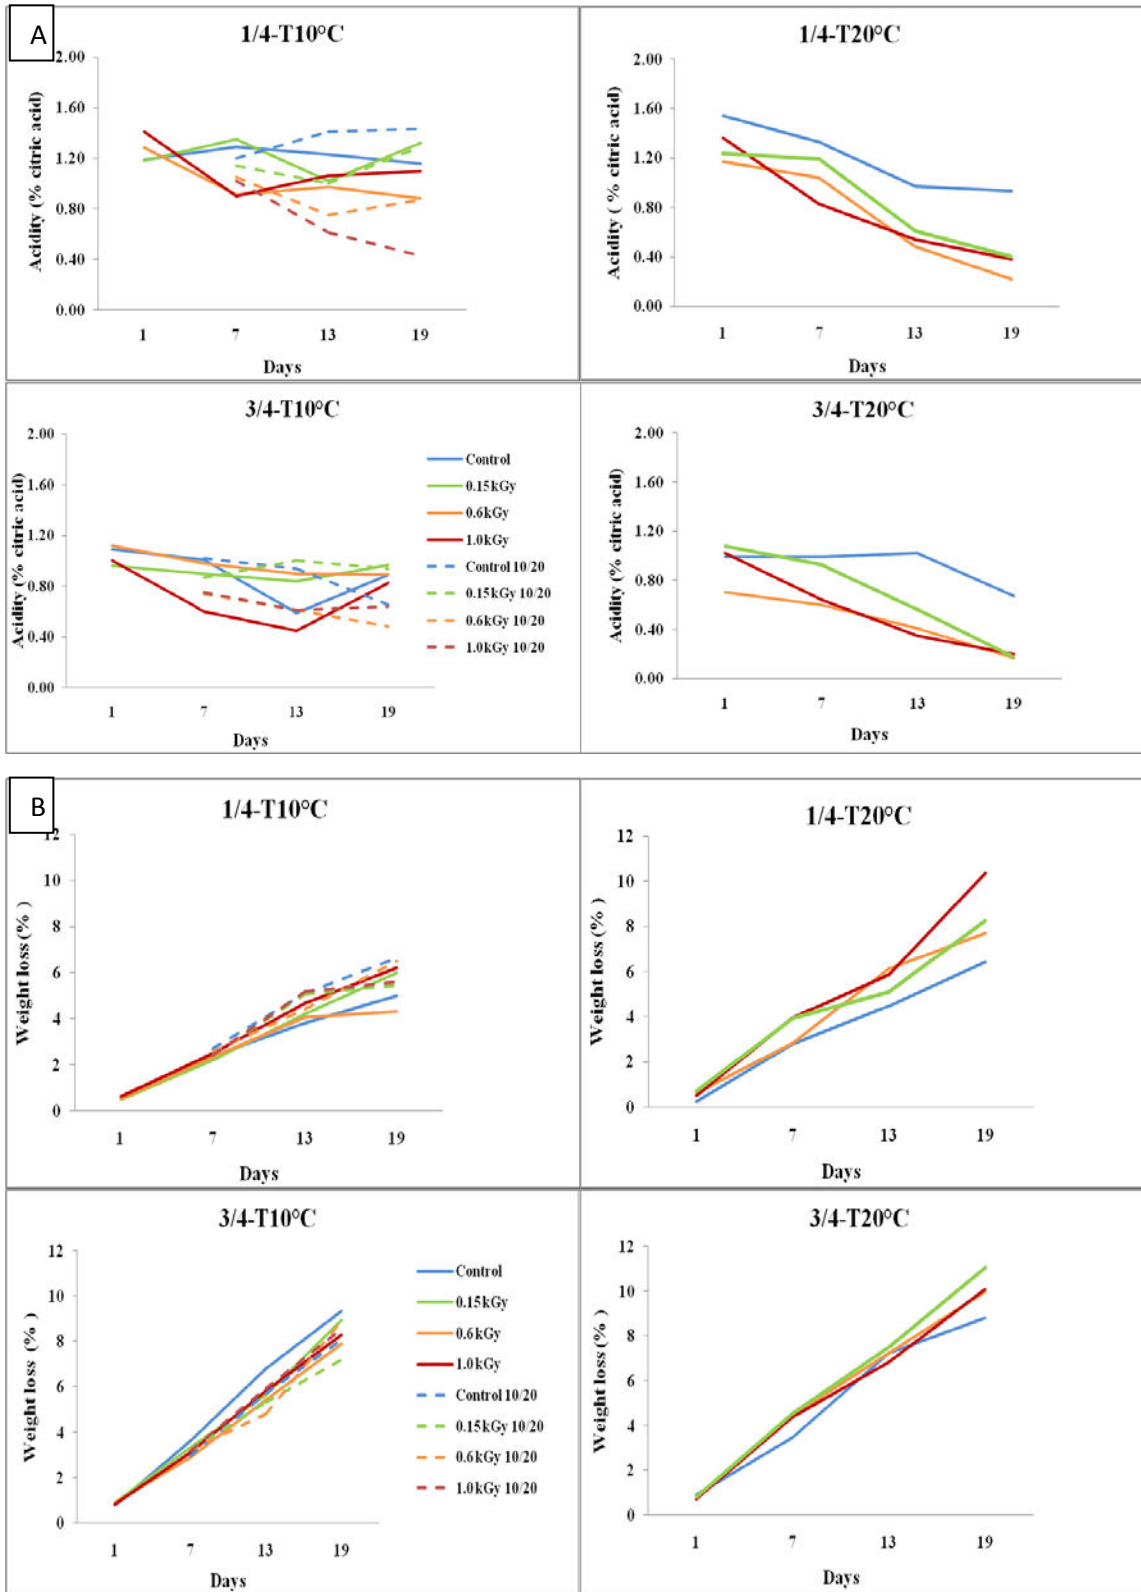 A
1/4-T10°C
2.00
1.60
1.20
0.80
0.40
0.00
Acidity (% citric acid)
1 7 13 19
Days
1/4-T20°C
2.00
1.60
1.20
0.80
0.40
0.00
Acidity ( % citric acid)
1 7 13 19
Days
3/4-T10°C
2.00
1.60
1.20
0.80
0.40
0.00
Acidity (% citric acid)
1 7 13 19
Days
Control
0.15kGy
0.6kGy
1.0kGy
Control 10/20
0.15kGy 10/20
0.6kGy 10/20
1.0kGy 10/20
3/4-T20°C
2.00
1.60
1.20
0.80
0.40
0.00
Acidity (% citric acid)
1 7 13 19
Days
B
1/4-T10°C
12
10
8
6
4
2
0
Weight loss (% )
1 7 13 19
Days
1/4-T20°C
12
10
8
6
4
2
0
Weight loss (% )
1 7 13 19
Days
3/4-T10°C
12
10
8
6
4
2
0
Weight loss (% )
1 7 13 19
Days
Control
0.15kGy
0.6kGy
1.0kGy
Control 10/20
0.15kGy 10/20
0.6kGy 10/20
1.0kGy 10/20
3/4-T20°C
12
10
8
6
4
2
0
Weight loss (% )
1 7 13 19
Days